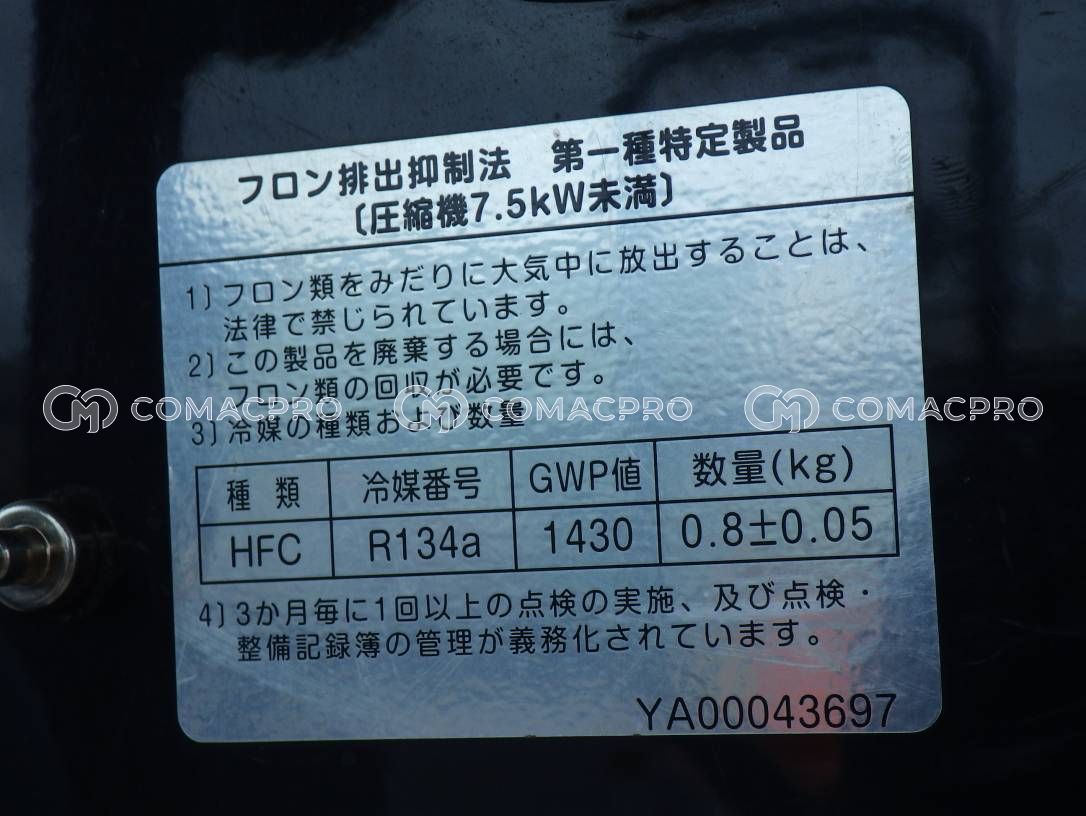 フロン排出抑制法　第一種特定製品
〔圧縮機7.5kW未満〕
1) フロン類をみだりに大気中に放出することは、
法律で禁じられています。
2) この製品を廃棄する場合には、
フロン類の回収が必要です。
COMACPRO COMACPRO COMACPRO
3) 冷媒の種類および数量
種 類 冷媒番号 GWP値 数量(kg)
HFC R134a 1430 0.8±0.05
4) 3か月毎に1回以上の点検の実施、及び点検・
整備記録簿の管理が義務化されています。
YA00043697